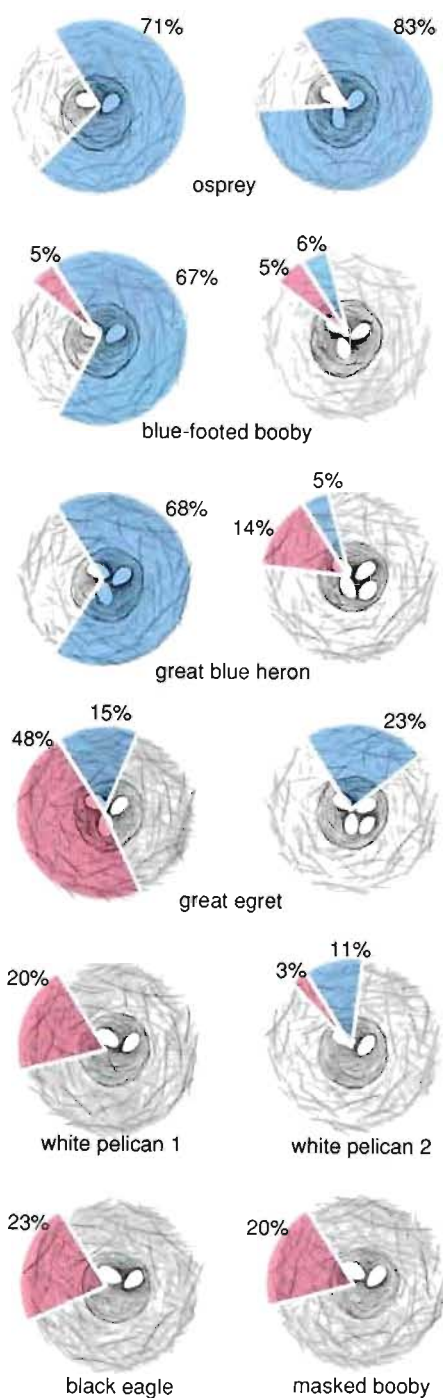 71% 83%
osprey
5% 67% 5% 6%
blue-footed booby
68% 14% 5%
great blue heron
48% 15% 23%
great egret
20% 3% 11%
white pelican 1 white pelican 2
23% 20%
black eagle masked booby